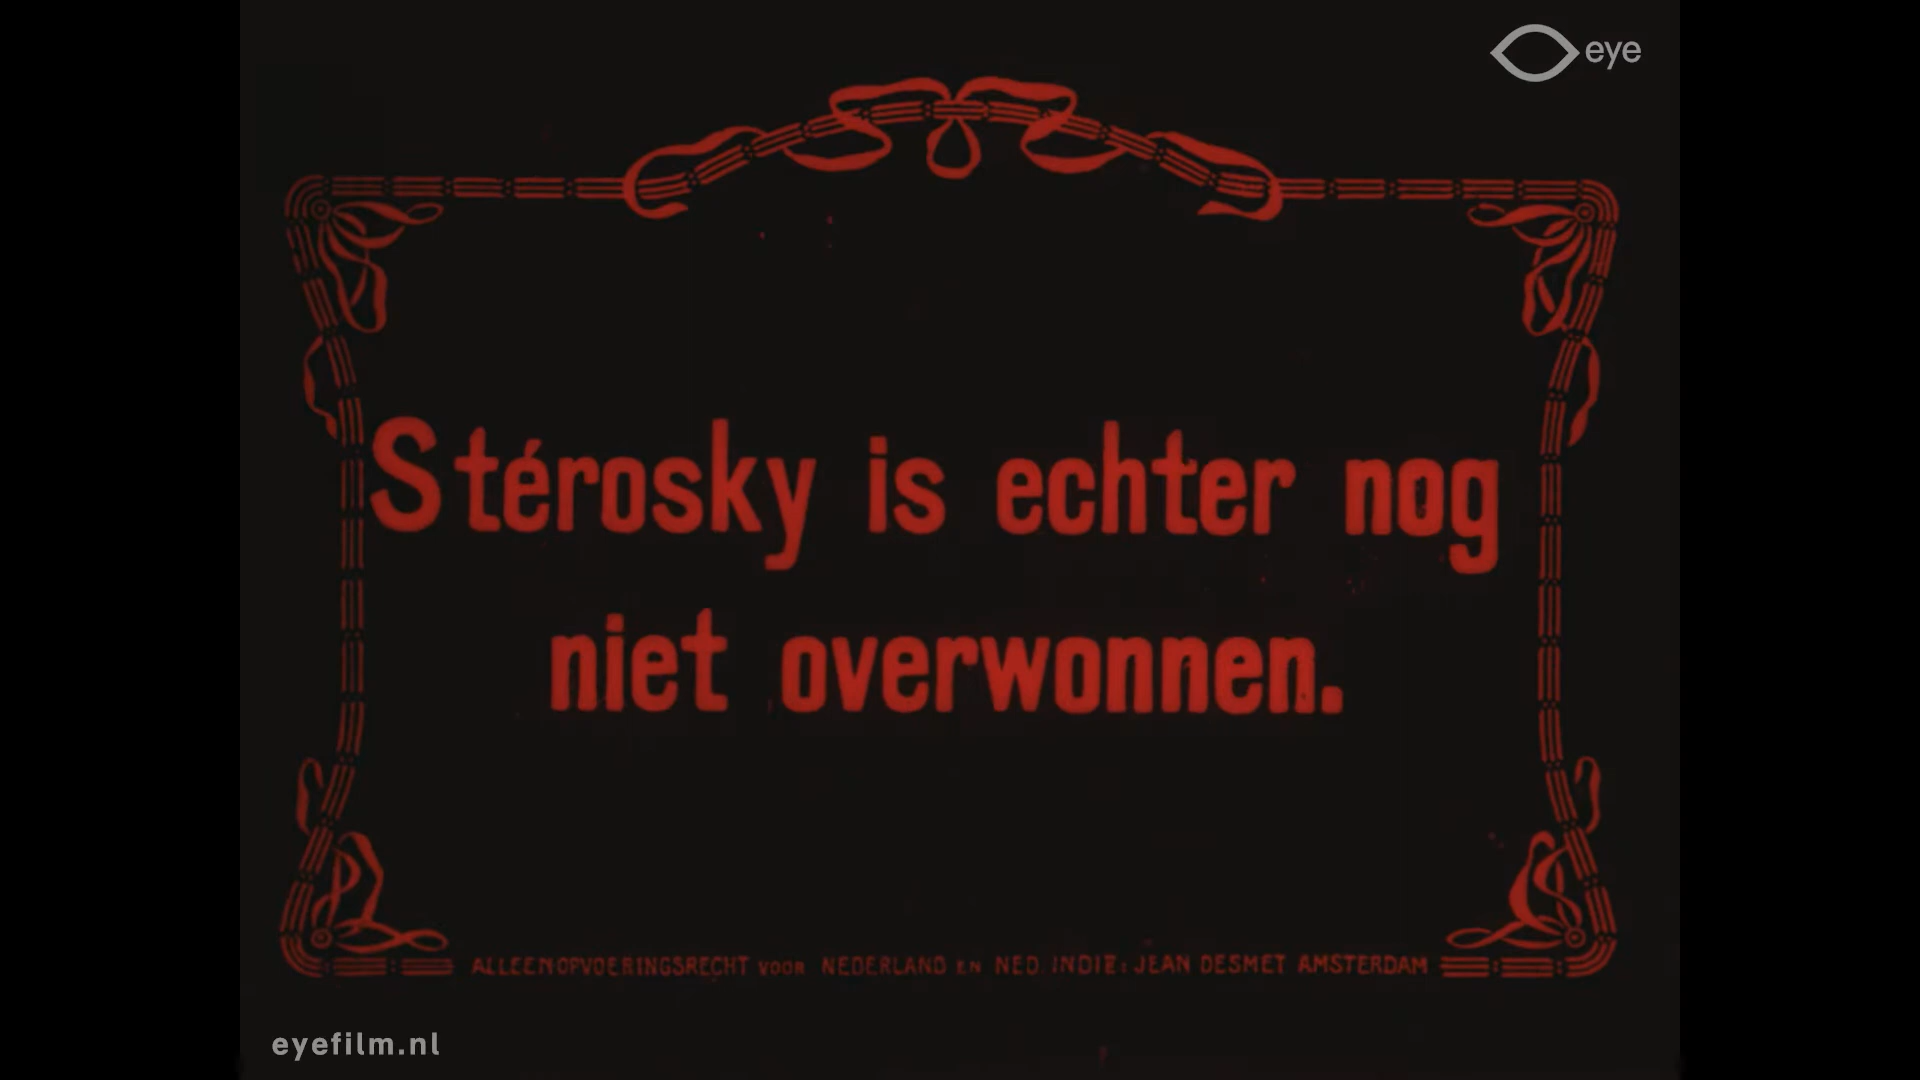 eye
Stérosky is echter nog
niet overwonnen.
ALLEENOPVOERINGSRECHT VOOR NEDERLAND EN NED. INDIE: JEAN DESMET AMSTERDAM
eyefilm.nl